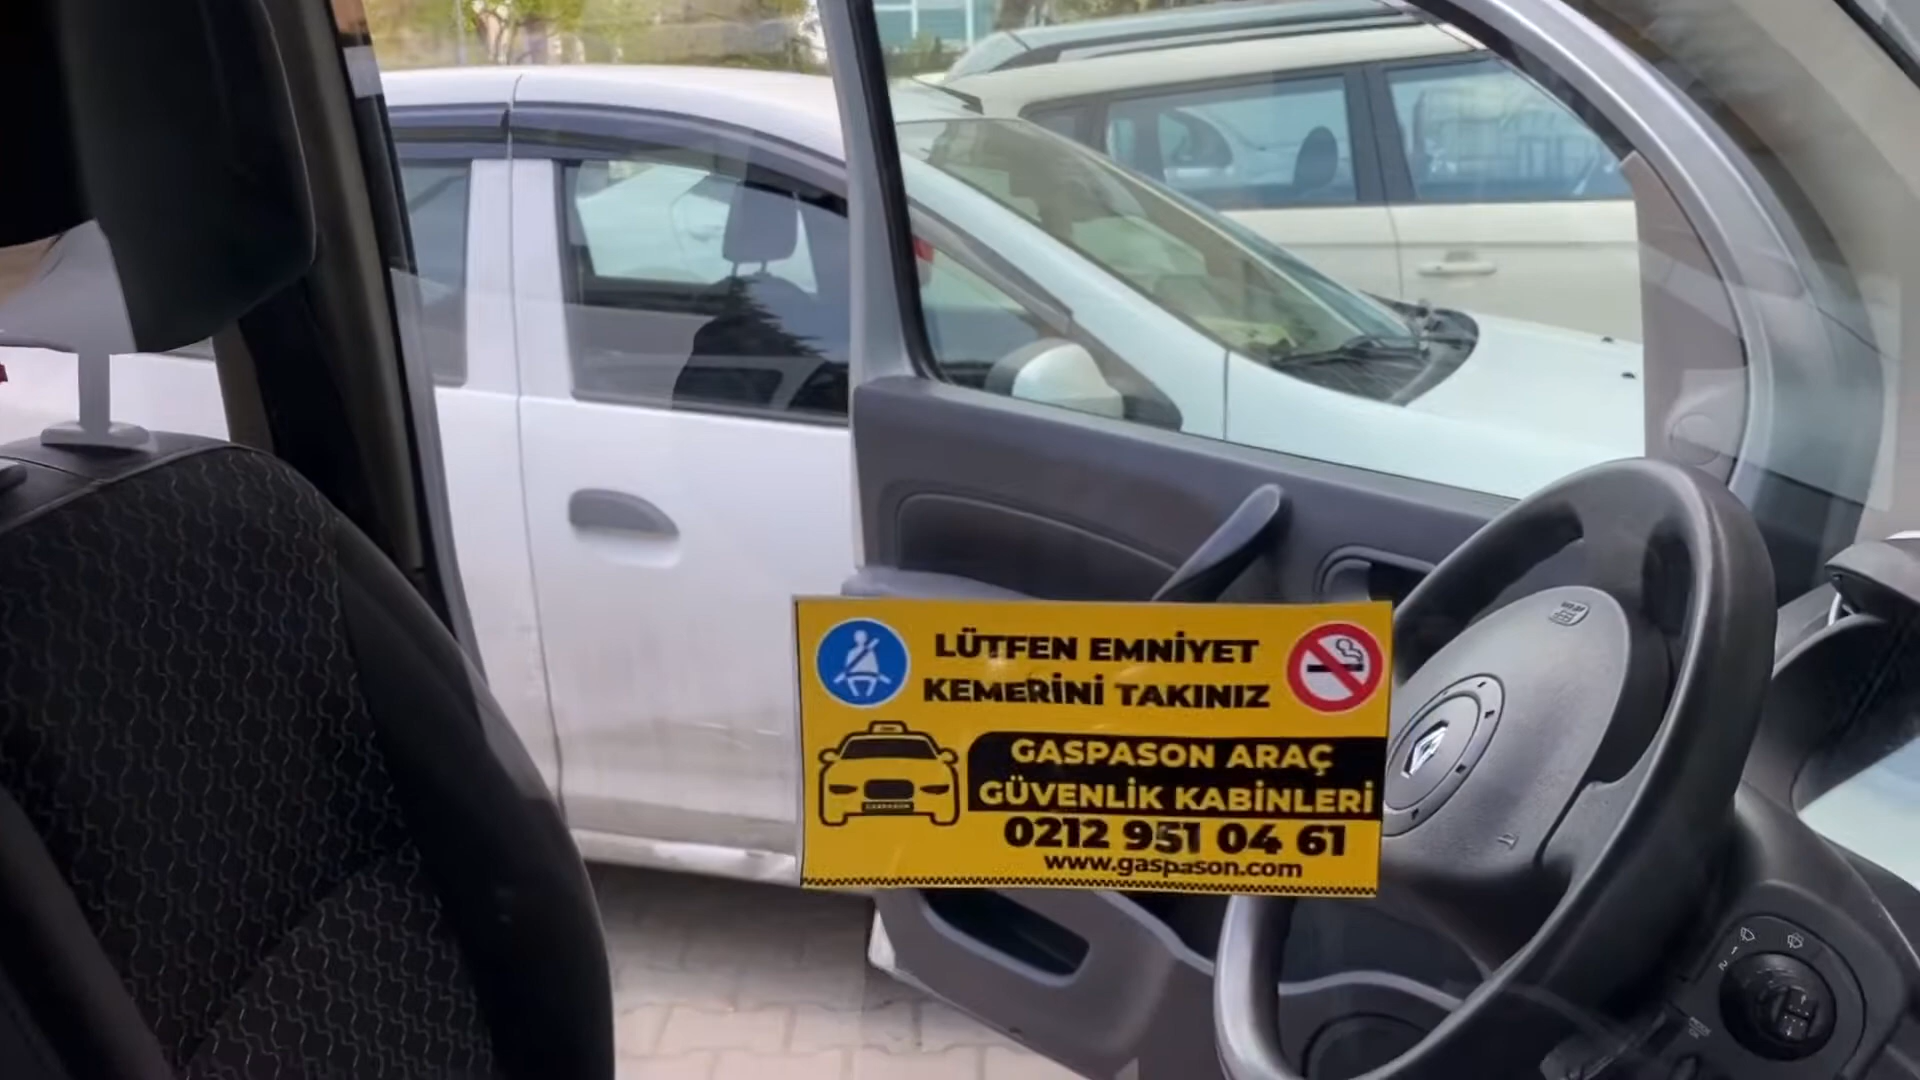 LÜTFEN EMNİYET
KEMERİNİ TAKINIZ
GASPASON ARAÇ
GÜVENLİK KABİNLERİ
0212 951 04 61
www.gaspason.com